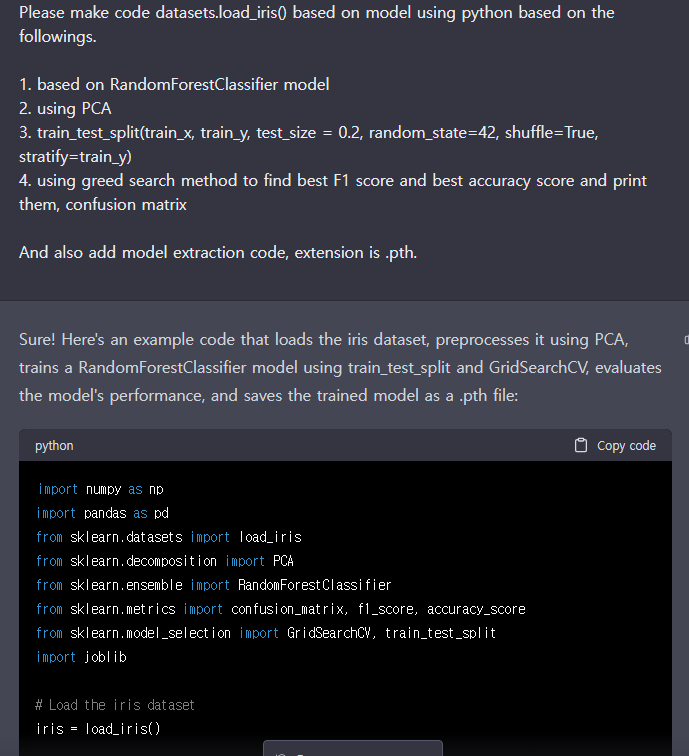 Please make code datasets.load_iris() based on model using python based on the
followings.
1. based on RandomForestClassifier model
2. using PCA
3. train_test_split(train_x, train_y, test_size = 0.2, random_state=42, shuffle=True,
stratify=train_y)
4. using greed search method to find best F1 score and best accuracy score and print
them, confusion matrix
And also add model extraction code, extension is .pth.
Sure! Here's an example code that loads the iris dataset, preprocesses it using PCA,
trains a RandomForestClassifier model using train_test_split and GridSearchCV, evaluates
the model's performance, and saves the trained model as a .pth file:
python Copy code
import numpy as np
import pandas as pd
from sklearn.datasets import load_iris
from sklearn.decomposition import PCA
from sklearn.ensemble import RandomForestClassifier
from sklearn.metrics import confusion_matrix, f1_score, accuracy_score
from sklearn.model_selection import GridSearchCV, train_test_split
import joblib
# Load the iris dataset
iris = load_iris()